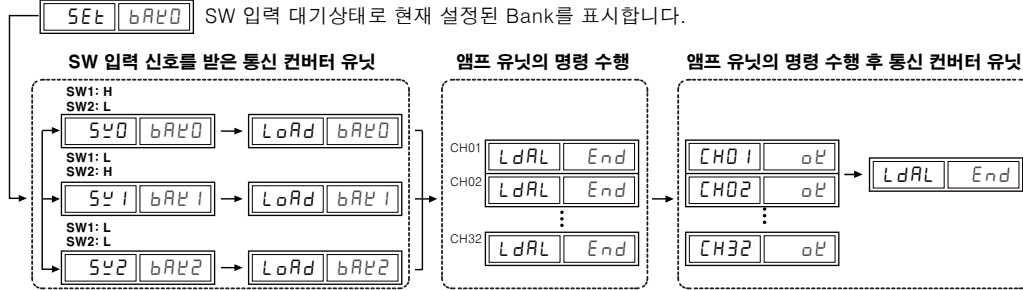 SEt bAK0 SW 입력 대기상태로 현재 설정된 Bank를 표시합니다.
SW 입력 신호를 받은 통신 컨버터 유닛
SW1: H
SW2: L
SW0 bAK0 LoAd bAK0
SW1: L
SW2: H
SW1 bAK1 LoAd bAK1
SW1: L
SW2: L
SW2 bAK2 LoAd bAK2
앰프 유닛의 명령 수행
CH01 LdAL End
CH02 LdAL End
CH32 LdAL End
앰프 유닛의 명령 수행 후 통신 컨버터 유닛
CH01 oK
CH02 oK
CH32 oK
LdAL End